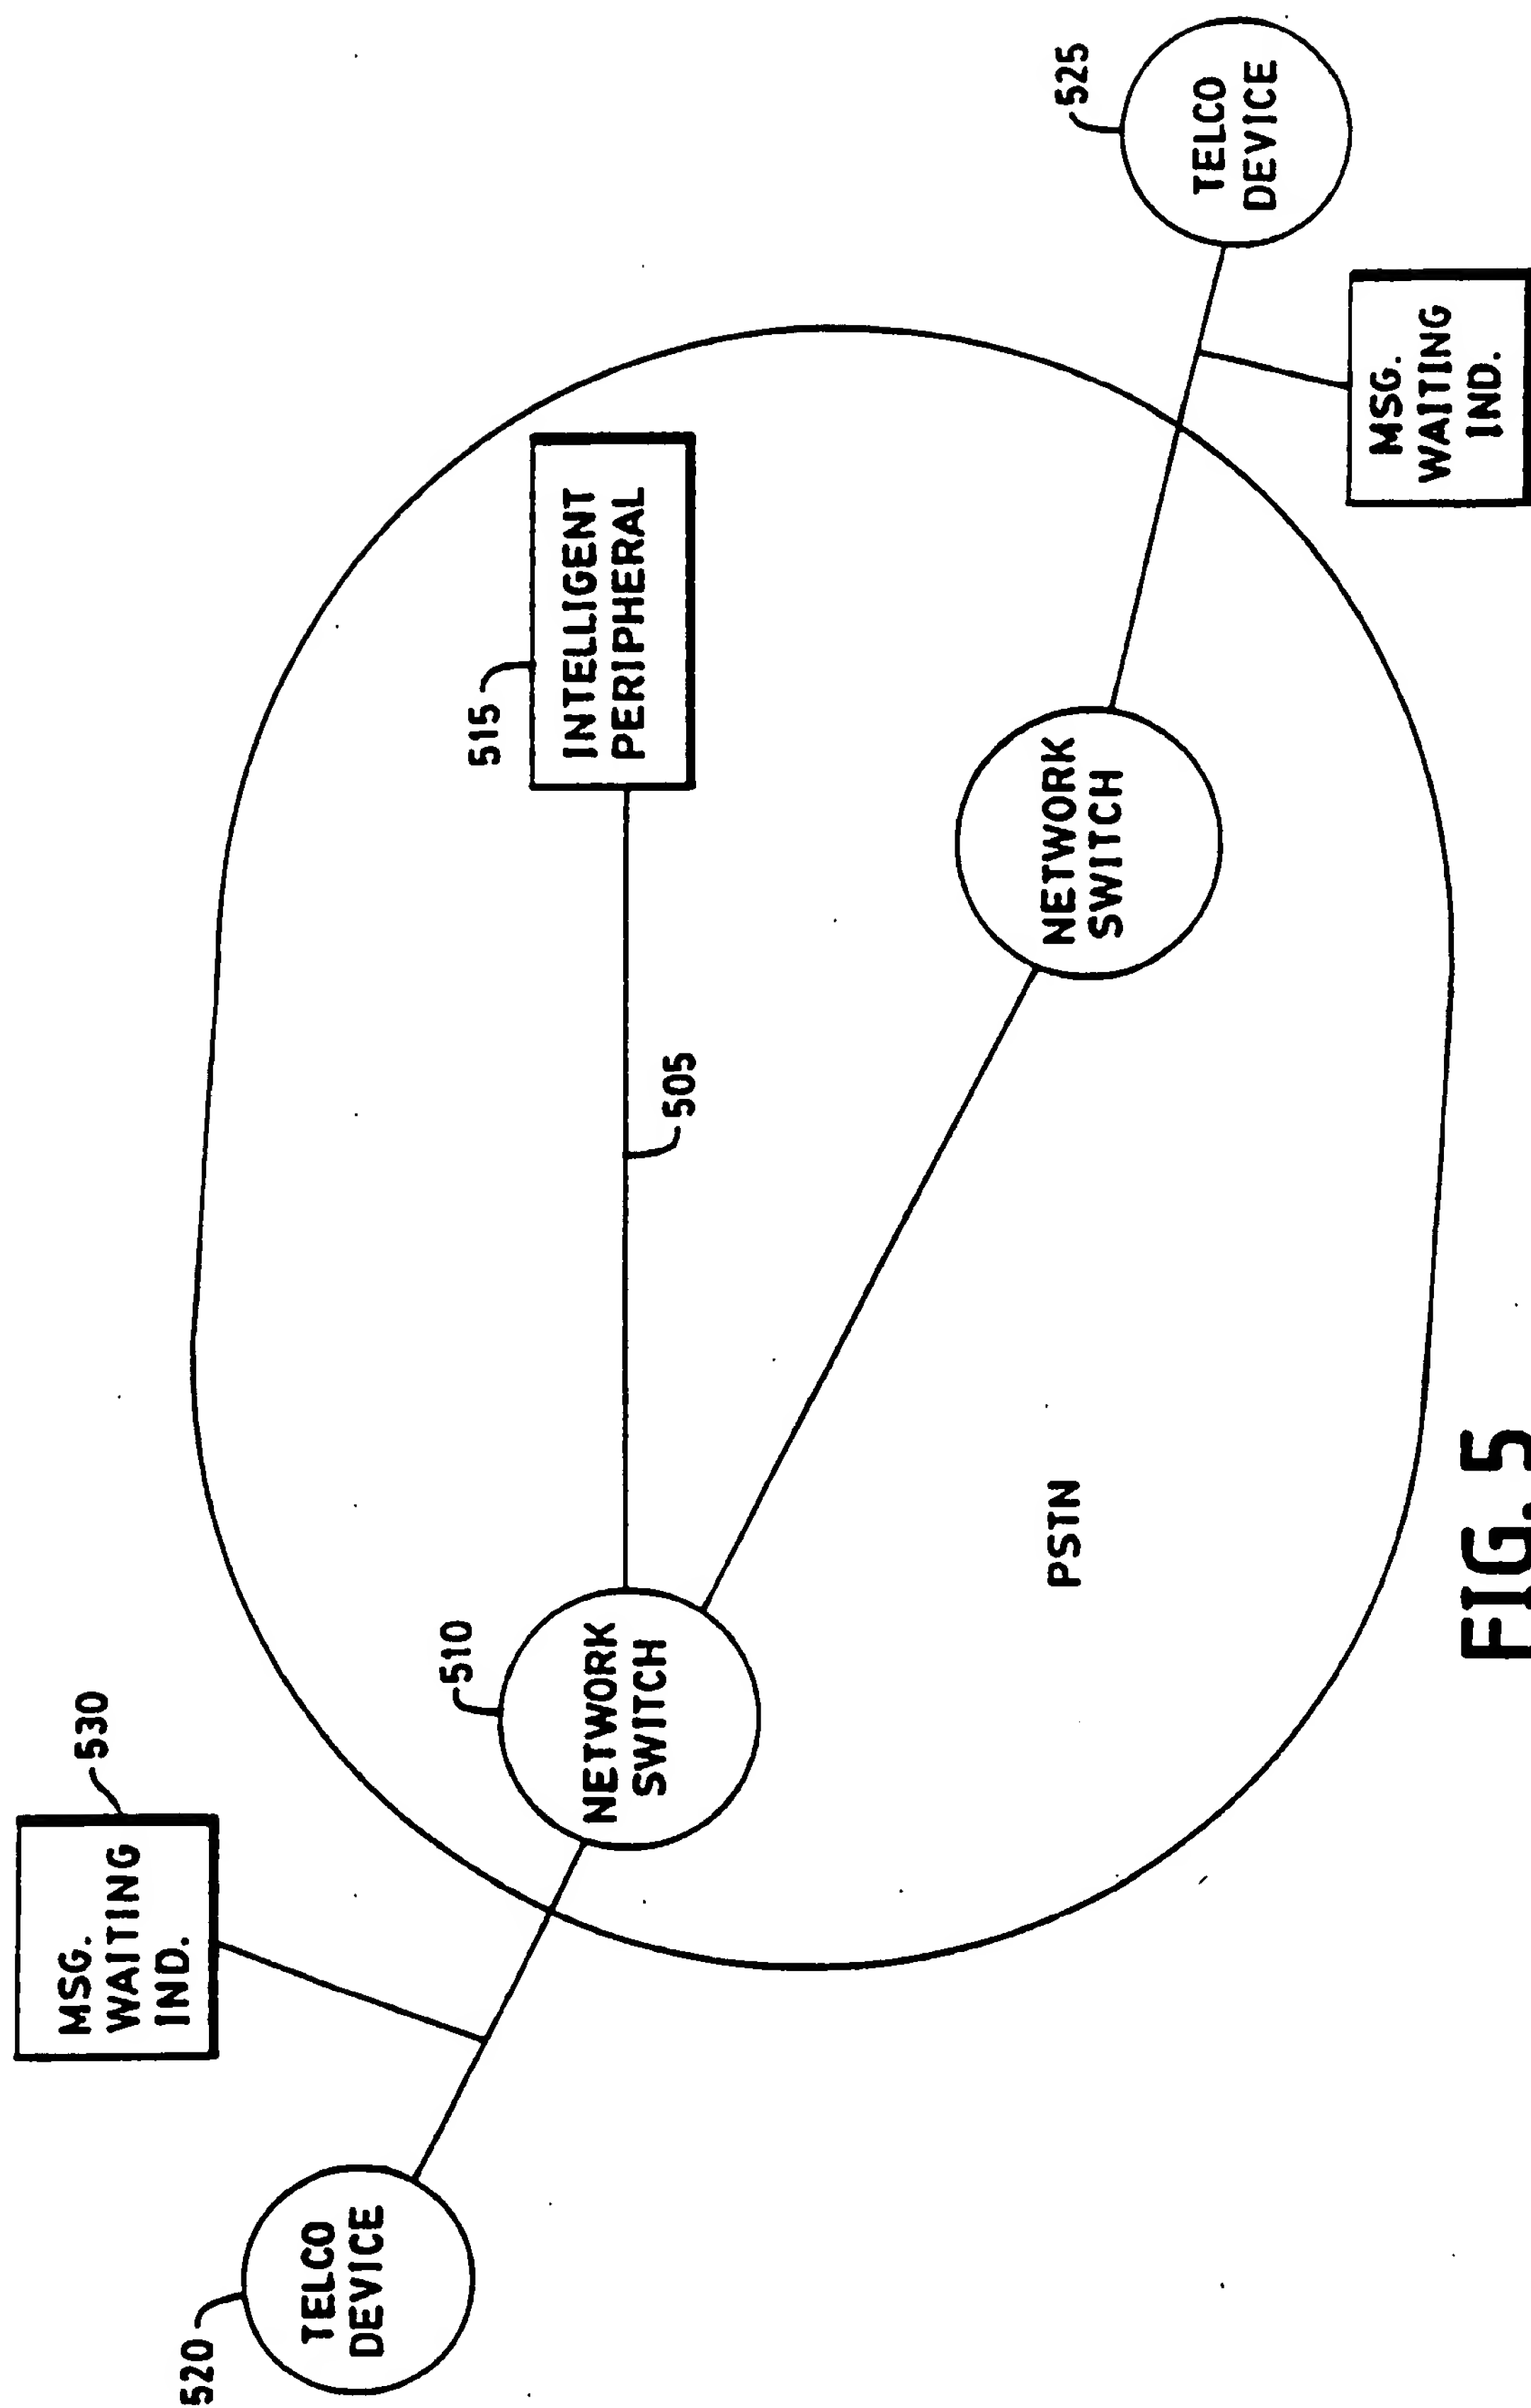 520
TELCO
DEVICE
MSG.
WAITING
IND.
530
510
NETWORK
SWITCH
505
515
INTELLIGENT
PERIPHERAL
PSTN
NETWORK
SWITCH
525
TELCO
DEVICE
MSG.
WAITING
IND.
FIG. 5